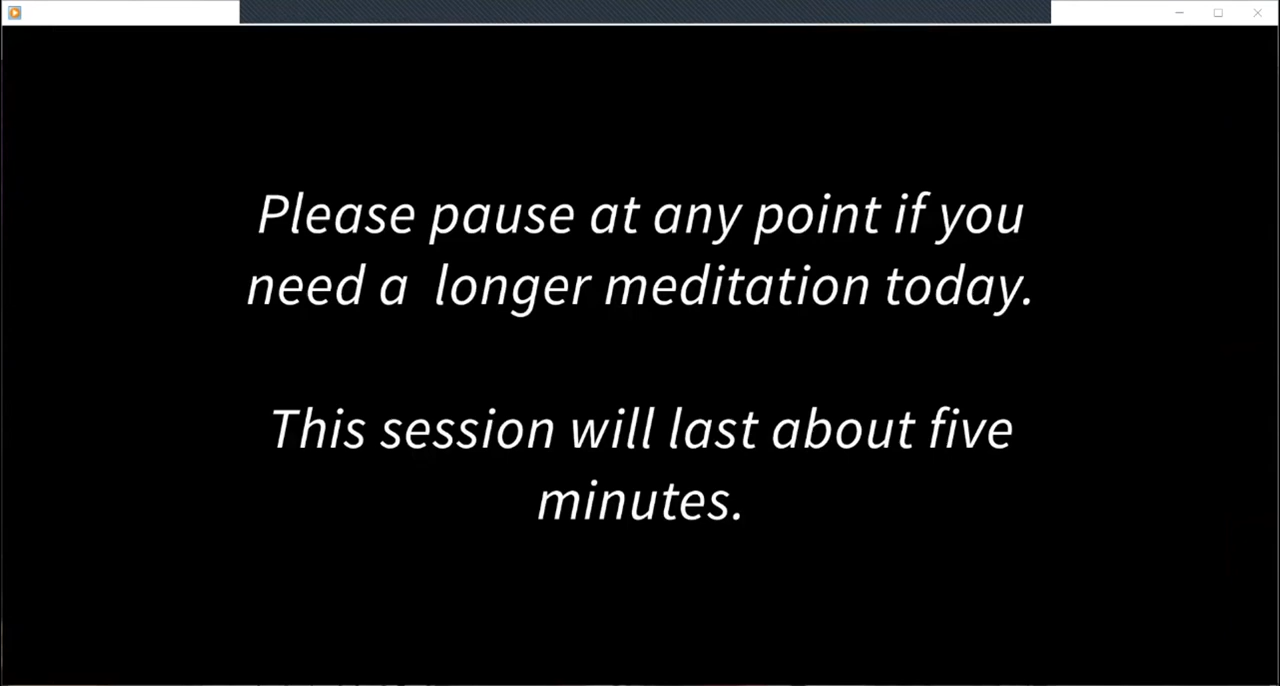 Please pause at any point if you
need a  longer meditation today.
This session will last about five
minutes.